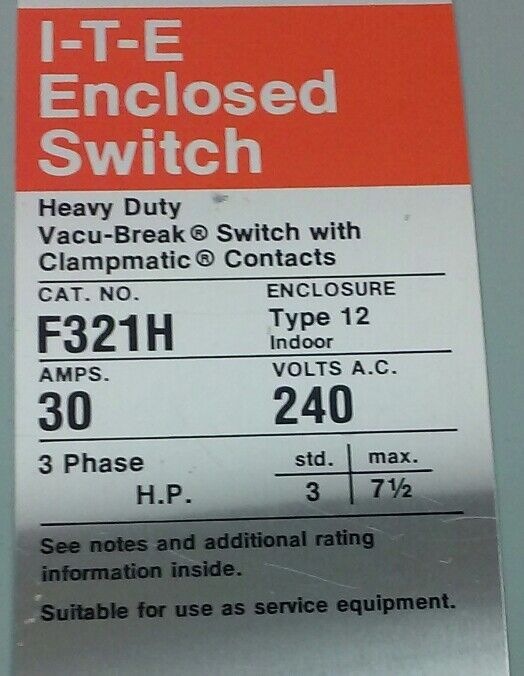 I-T-E
Enclosed
Switch
Heavy Duty
Vacu-Break® Switch with
Clampmatic® Contacts
CAT. NO. ENCLOSURE
F321H Type 12
Indoor
AMPS. VOLTS A.C.
30 240
3 Phase std. max.
H.P. 3 7½
See notes and additional rating
information inside.
Suitable for use as service equipment.